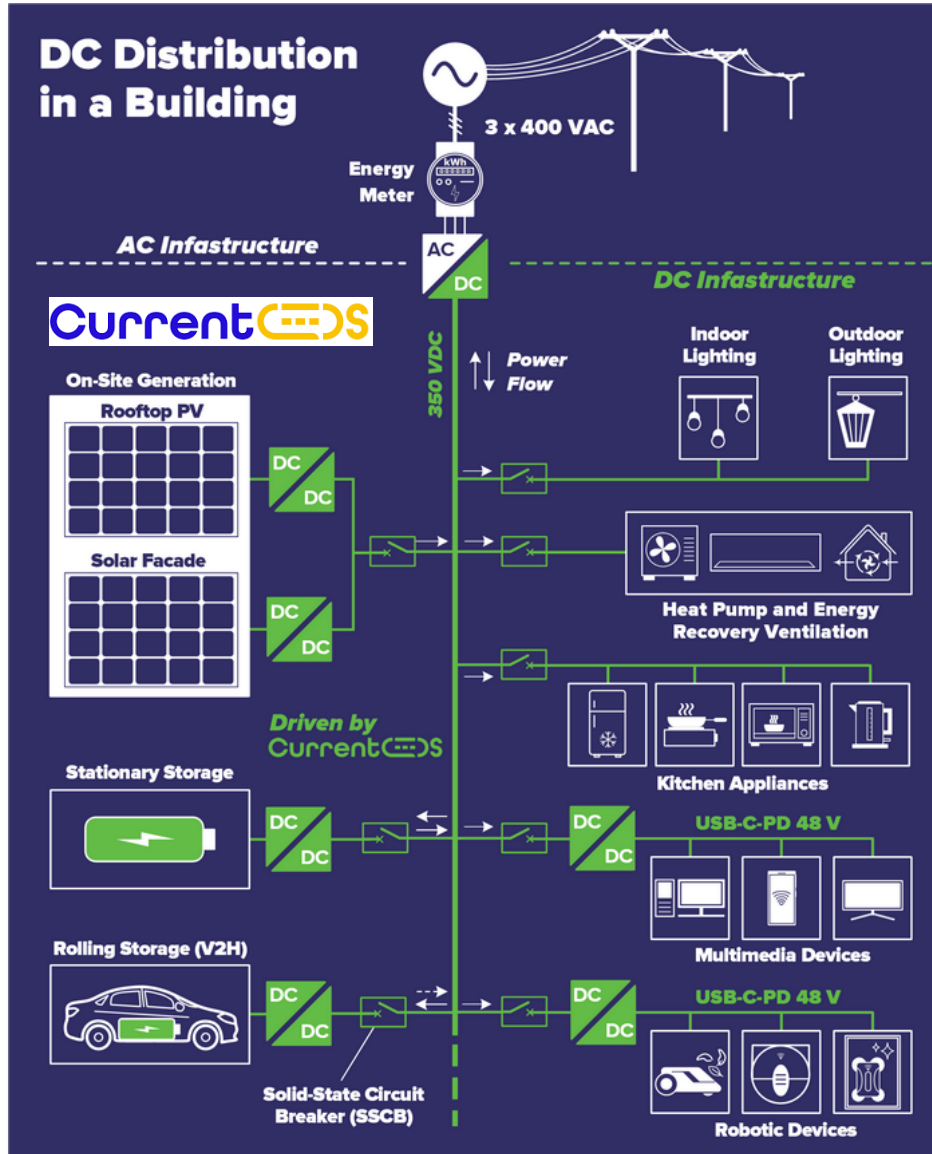 DC Distribution
in a Building
3 x 400 VAC
kWh
Energy
Meter
AC Infastructure
AC
DC
DC Infastructure
CurrentOS
350 VDC
Power
Flow
Indoor
Lighting
Outdoor
Lighting
On-Site Generation
Rooftop PV
DC
DC
Solar Facade
DC
DC
Heat Pump and Energy
Recovery Ventilation
Driven by
CurrentOS
Kitchen Appliances
Stationary Storage
DC
DC
DC
DC
USB-C-PD 48 V
Multimedia Devices
Rolling Storage (V2H)
DC
DC
DC
DC
USB-C-PD 48 V
Solid-State Circuit
Breaker (SSCB)
Robotic Devices